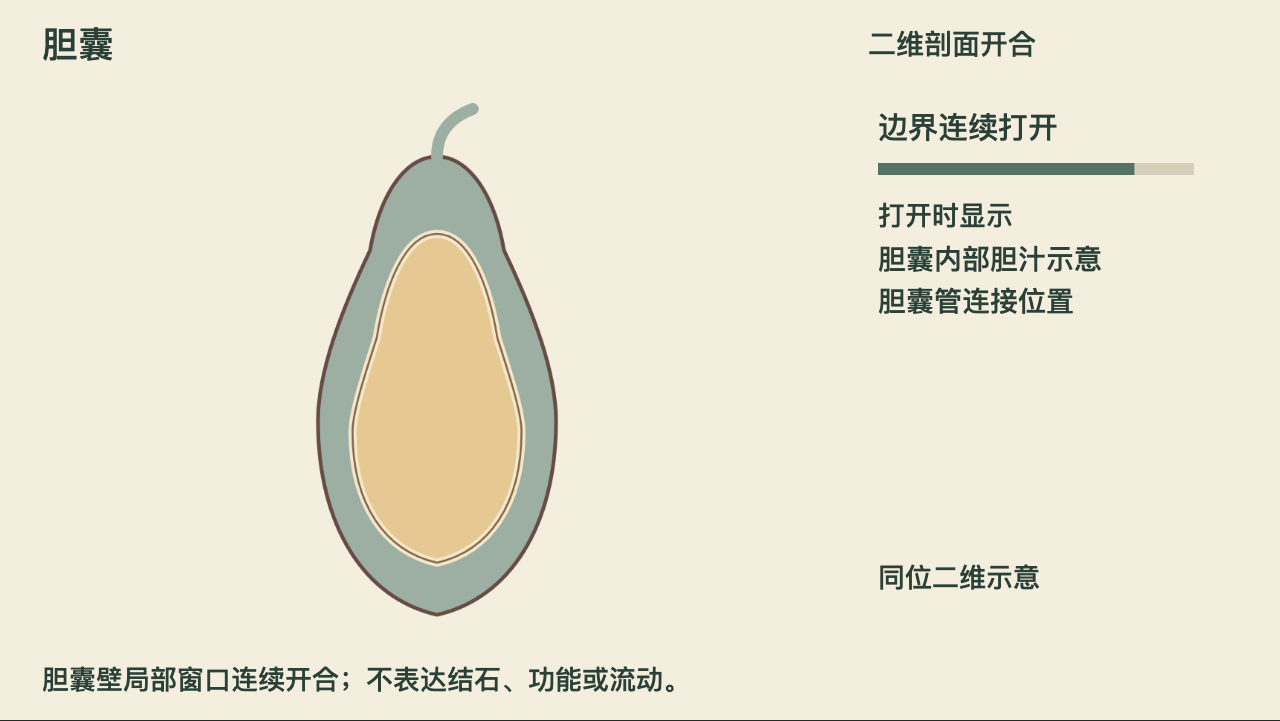 胆囊
二维剖面开合
边界连续打开
打开时显示
胆囊内部胆汁示意
胆囊管连接位置
同位二维示意
胆囊壁局部窗口连续开合；不表达结石、功能或流动。